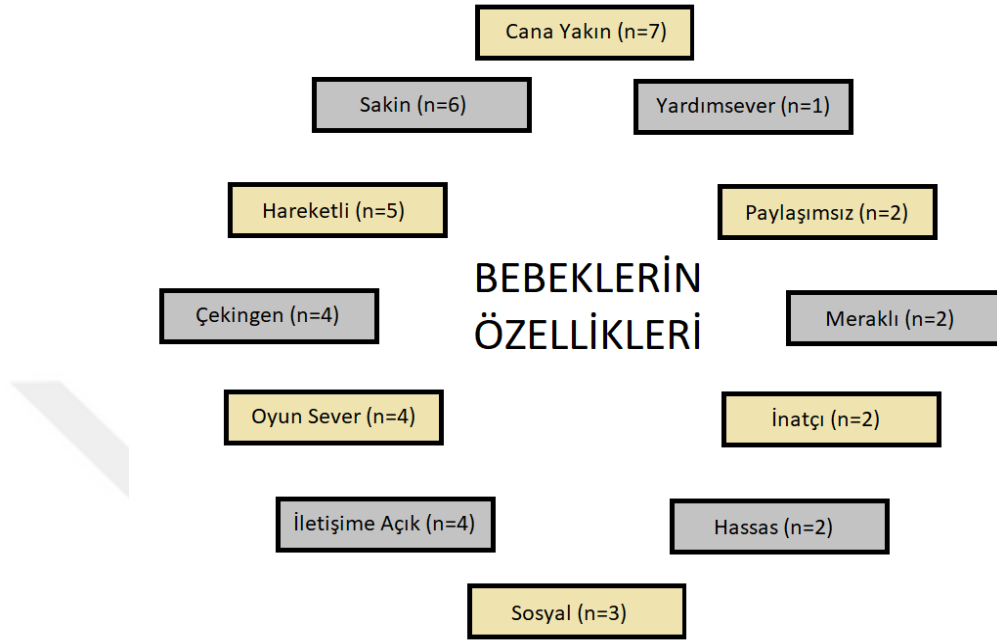 Cana Yakın (n=7)
Sakin (n=6)
Yardımsever (n=1)
Hareketli (n=5)
Paylaşımsız (n=2)
BEBEKLERİN
ÖZELLİKLERİ
Çekingen (n=4)
Meraklı (n=2)
Oyun Sever (n=4)
İnatçı (n=2)
İletişime Açık (n=4)
Hassas (n=2)
Sosyal (n=3)